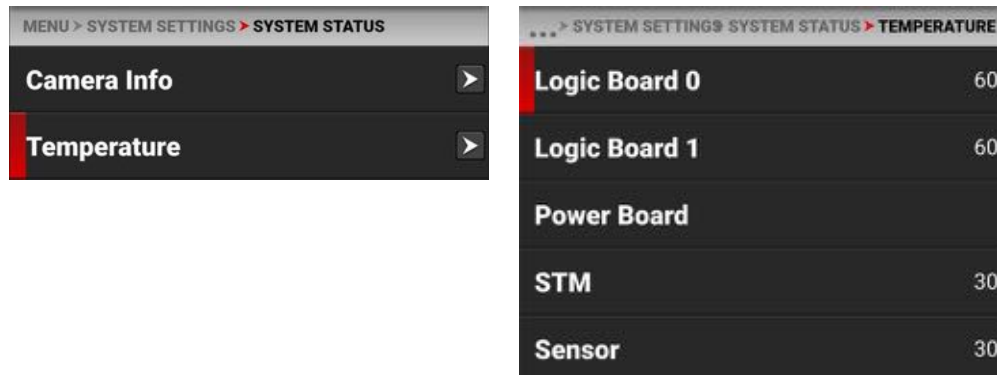 MENU > SYSTEM SETTINGS > SYSTEM STATUS
Camera Info
Temperature
...> SYSTEM SETTINGS SYSTEM STATUS > TEMPERATURE
Logic Board 0 60
Logic Board 1 60
Power Board
STM 30
Sensor 30